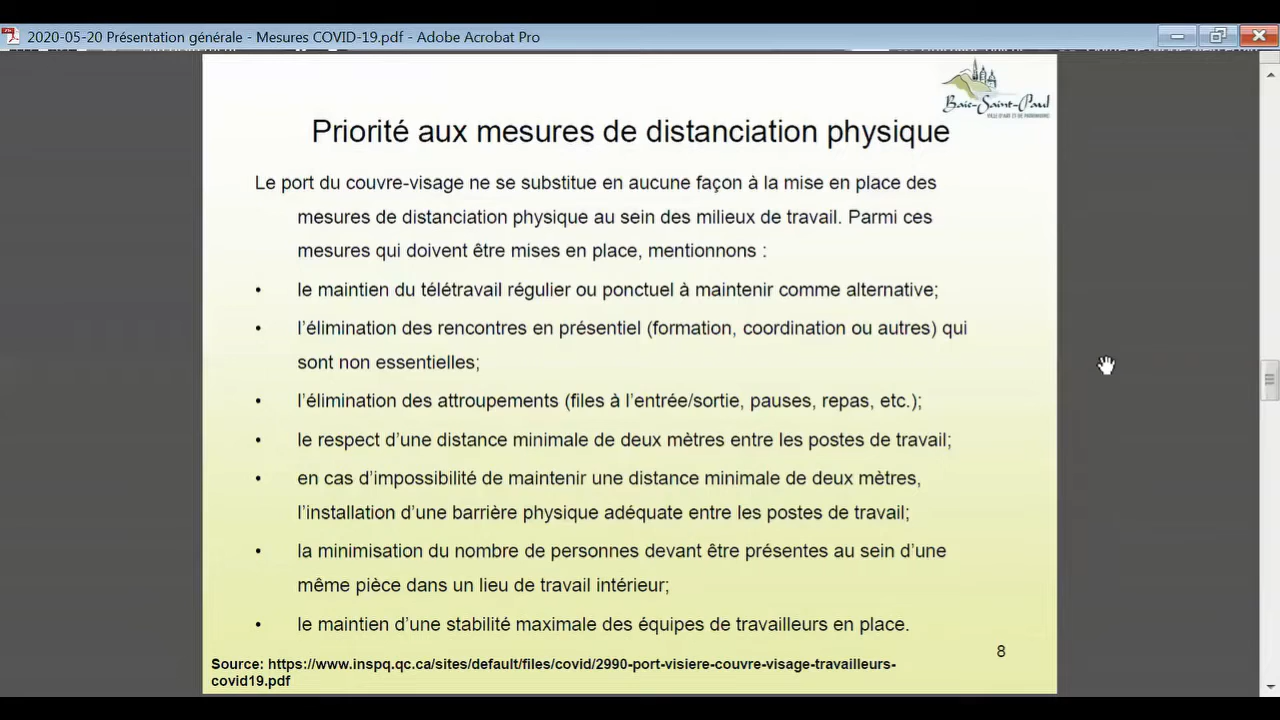 2020-05-20 Présentation générale - Mesures COVID-19.pdf - Adobe Acrobat Pro
Baie-Saint-Paul
VILLE D'ART ET DE PATRIMOINE
Priorité aux mesures de distanciation physique
Le port du couvre-visage ne se substitue en aucune façon à la mise en place des
mesures de distanciation physique au sein des milieux de travail. Parmi ces
mesures qui doivent être mises en place, mentionnons :
• le maintien du télétravail régulier ou ponctuel à maintenir comme alternative;
• l’élimination des rencontres en présentiel (formation, coordination ou autres) qui
sont non essentielles;
• l’élimination des attroupements (files à l’entrée/sortie, pauses, repas, etc.);
• le respect d’une distance minimale de deux mètres entre les postes de travail;
• en cas d’impossibilité de maintenir une distance minimale de deux mètres,
l’installation d’une barrière physique adéquate entre les postes de travail;
• la minimisation du nombre de personnes devant être présentes au sein d’une
même pièce dans un lieu de travail intérieur;
• le maintien d’une stabilité maximale des équipes de travailleurs en place.
8
Source: https://www.inspq.qc.ca/sites/default/files/covid/2990-port-visiere-couvre-visage-travailleurs-
covid19.pdf